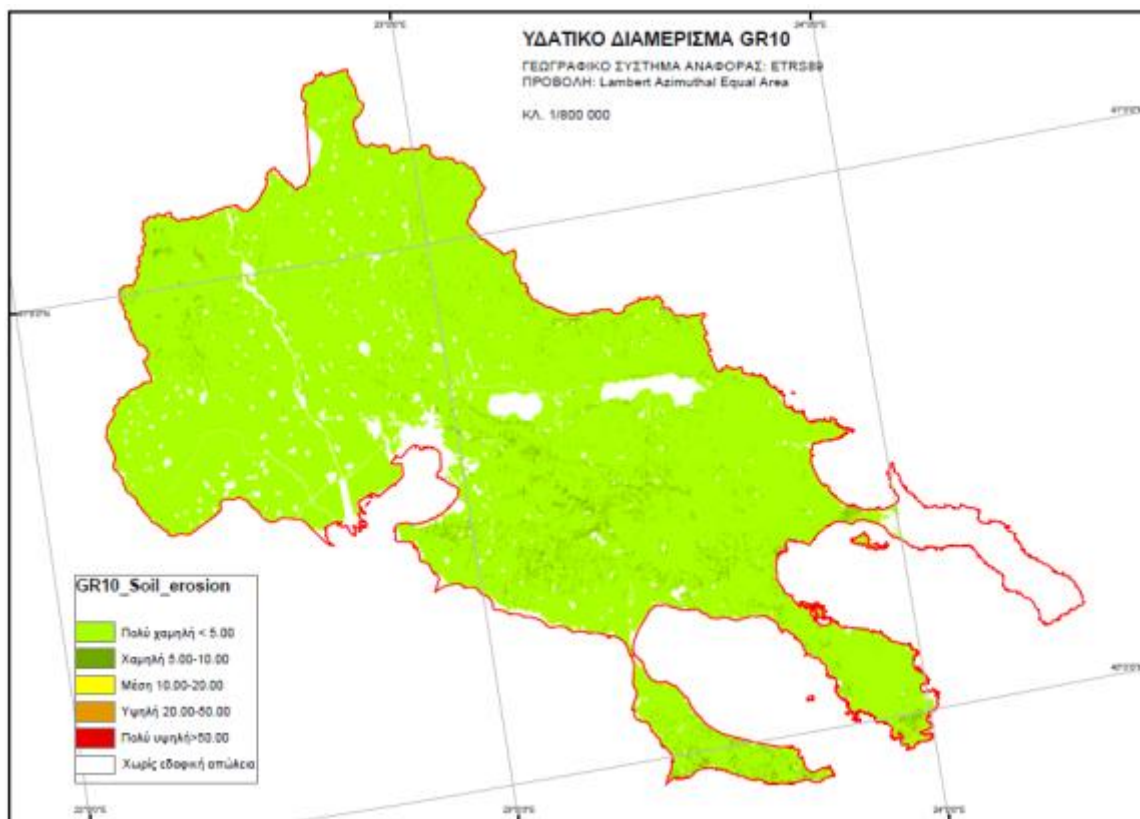 ΥΔΑΤΙΚΟ ΔΙΑΜΕΡΙΣΜΑ GR10
ΓΕΩΓΡΑΦΙΚΟ ΣΥΣΤΗΜΑ ΑΝΑΦΟΡΑΣ: ETRS89
ΠΡΟΒΟΛΗ: Lambert Azimuthal Equal Area
ΚΛ. 1/800 000
GR10_Soil_erosion
Πολύ χαμηλή < 5.00
Χαμηλή 5.00-10.00
Μέση 10.00-20.00
Υψηλή 20.00-50.00
Πολύ υψηλή>50.00
Χωρίς εδαφική απώλεια